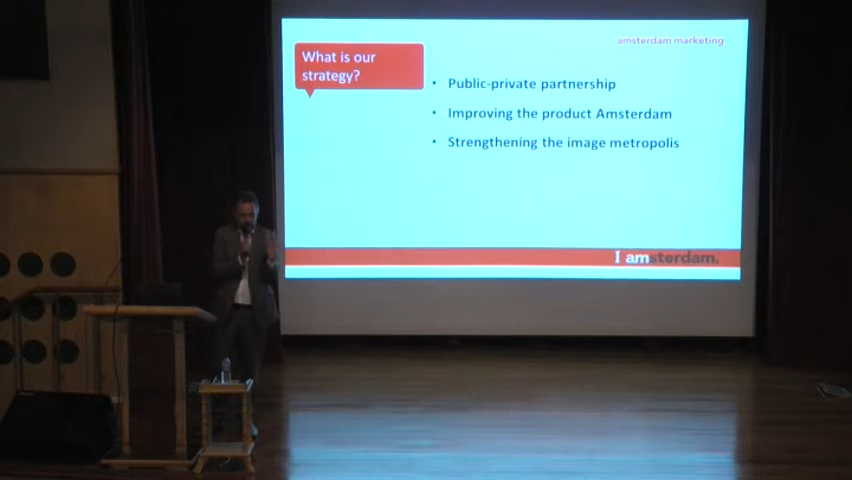 amsterdam marketing
What is our
strategy?
• Public-private partnership
• Improving the product Amsterdam
• Strengthening the image metropolis
I amsterdam.